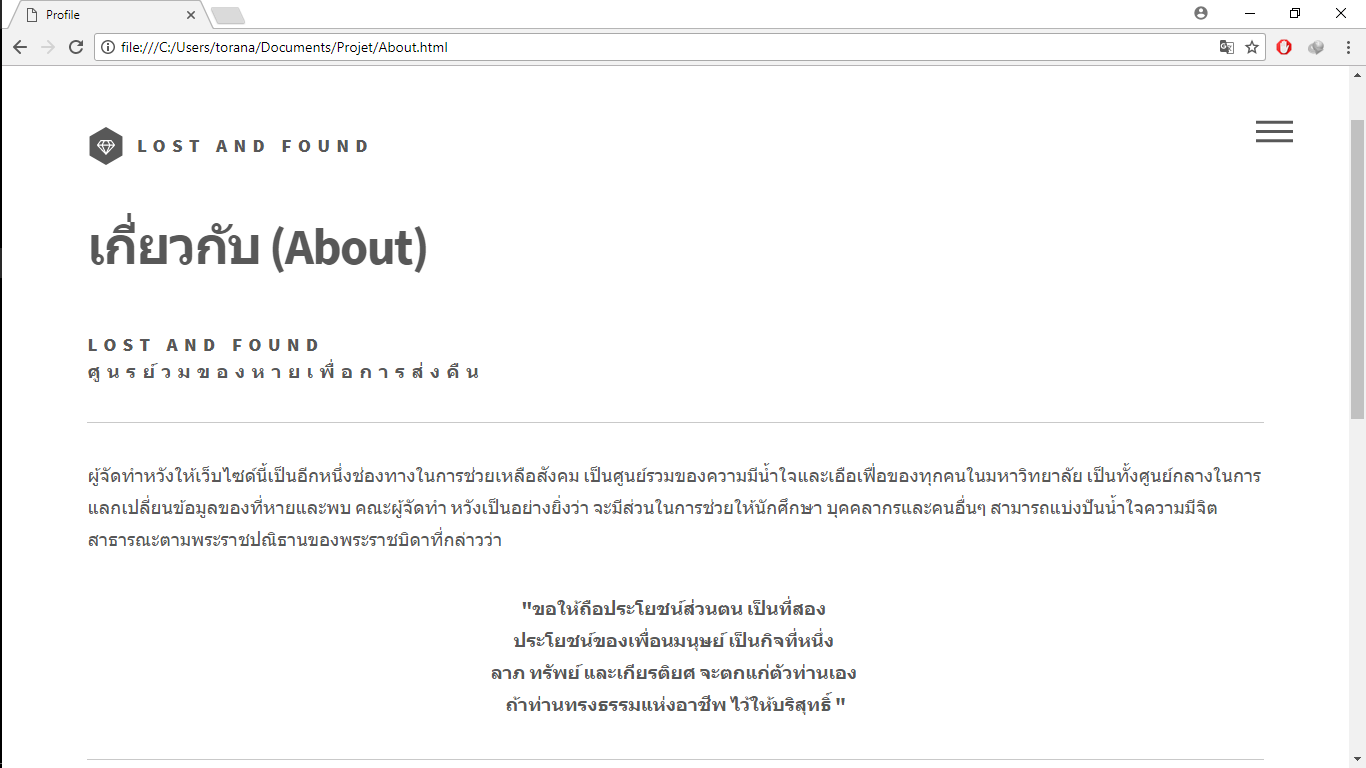 Profile
file:///C:/Users/torana/Documents/Projet/About.html
LOST AND FOUND
เกี่ยวกับ (About)
LOST AND FOUND
ศูนรย์วมของหายเพื่อการส่งคืน
ผู้จัดทำหวังให้เว็บไซด์นี้เป็นอีกหนึ่งช่องทางในการช่วยเหลือสังคม เป็นศูนย์รวมของความมีน้ำใจและเอือเฟื่อของทุกคนในมหาวิทยาลัย เป็นทั้งศูนย์กลางในการ
แลกเปลี่ยนข้อมูลของที่หายและพบ คณะผู้จัดทำ หวังเป็นอย่างยิ่งว่า จะมีส่วนในการช่วยให้นักศึกษา บุคคลากรและคนอื่นๆ สามารถแบ่งปันน้ำใจความมีจิต
สาธารณะตามพระราชปณิธานของพระราชบิดาที่กล่าวว่า
"ขอให้ถือประโยชน์ส่วนตน เป็นที่สอง
ประโยชน์ของเพื่อนมนุษย์ เป็นกิจที่หนึ่ง
ลาภ ทรัพย์ และเกียรติยศ จะตกแก่ตัวท่านเอง
ถ้าท่านทรงธรรมแห่งอาชีพ ไว้ให้บริสุทธิ์ "